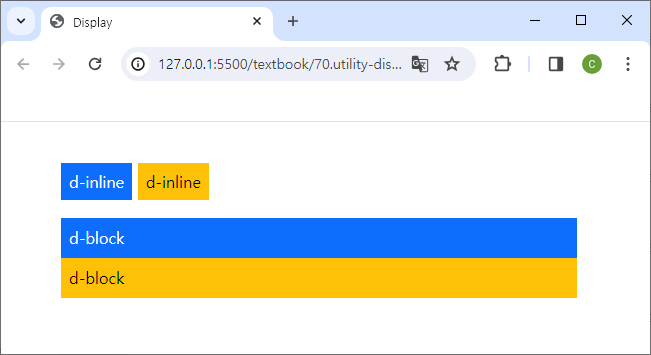 Display
127.0.0.1:5500/textbook/70.utility-dis...
C
d-inline d-inline
d-block
d-block